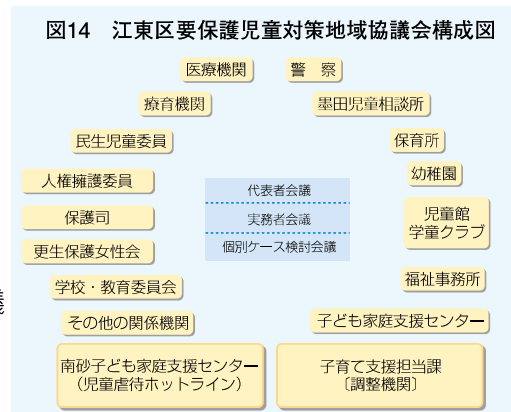 図14　江東区要保護児童対策地域協議会構成図
医療機関
警　察
療育機関
墨田児童相談所
民生児童委員
保育所
人権擁護委員
幼稚園
代表者会議
実務者会議
個別ケース検討会議
保護司
児童館
学童クラブ
更生保護女性会
学校・教育委員会
福祉事務所
その他の関係機関
子ども家庭支援センター
南砂子ども家庭支援センター
（児童虐待ホットライン）
子育て支援担当課
〔調整機関〕